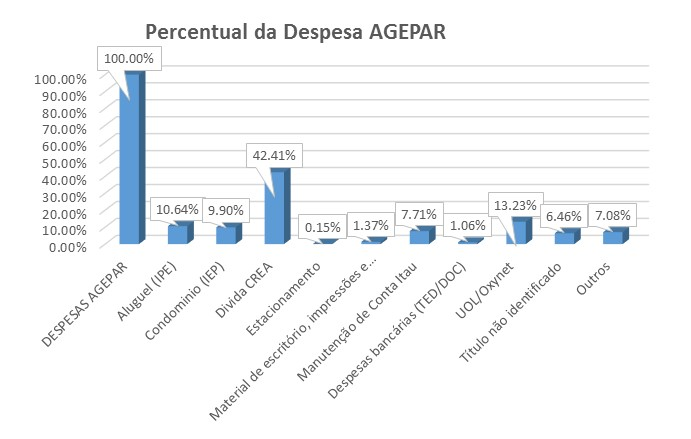 Percentual da Despesa AGEPAR
100.00%
100.00%
90.00%
80.00%
70.00%
60.00%
50.00%
40.00%
30.00%
20.00%
10.00%
0.00%
10.64%
9.90%
42.41%
0.15%
1.37%
7.71%
1.06%
13.23%
6.46%
7.08%
DESPESAS AGEPAR
Aluguel (IPE)
Condominio (IEP)
Divida CREA
Estacionamento
Material de escritório, impressões e...
Manutenção de Conta Itau
Despesas bancárias (TED/DOC)
UOL/Oxynet
Título não identificado
Outros